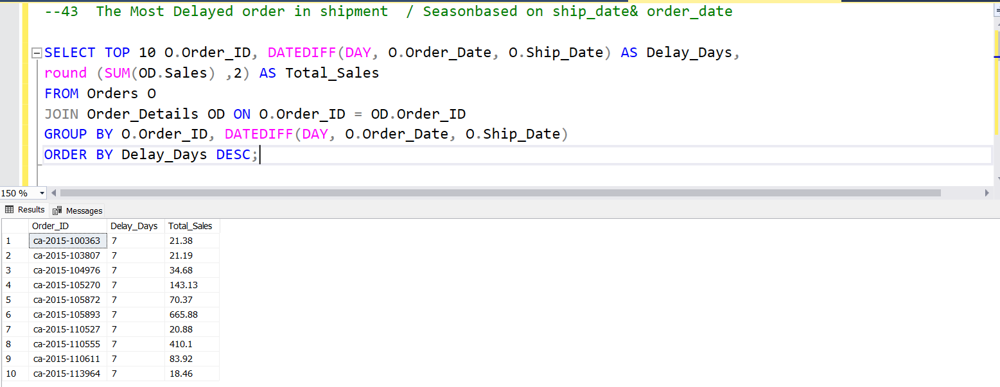 --43  The Most Delayed order in shipment  / Seasonbased on ship_date& order_date
SELECT TOP 10 O.Order_ID, DATEDIFF(DAY, O.Order_Date, O.Ship_Date) AS Delay_Days,
round (SUM(OD.Sales) ,2) AS Total_Sales
FROM Orders O
JOIN Order_Details OD ON O.Order_ID = OD.Order_ID
GROUP BY O.Order_ID, DATEDIFF(DAY, O.Order_Date, O.Ship_Date)
ORDER BY Delay_Days DESC;
150 %
Results Messages
Order_ID Delay_Days Total_Sales
1 ca-2015-100363 7 21.38
2 ca-2015-103807 7 21.19
3 ca-2015-104976 7 34.68
4 ca-2015-105270 7 143.13
5 ca-2015-105872 7 70.37
6 ca-2015-105893 7 665.88
7 ca-2015-110527 7 20.88
8 ca-2015-110555 7 410.1
9 ca-2015-110611 7 83.92
10 ca-2015-113964 7 18.46